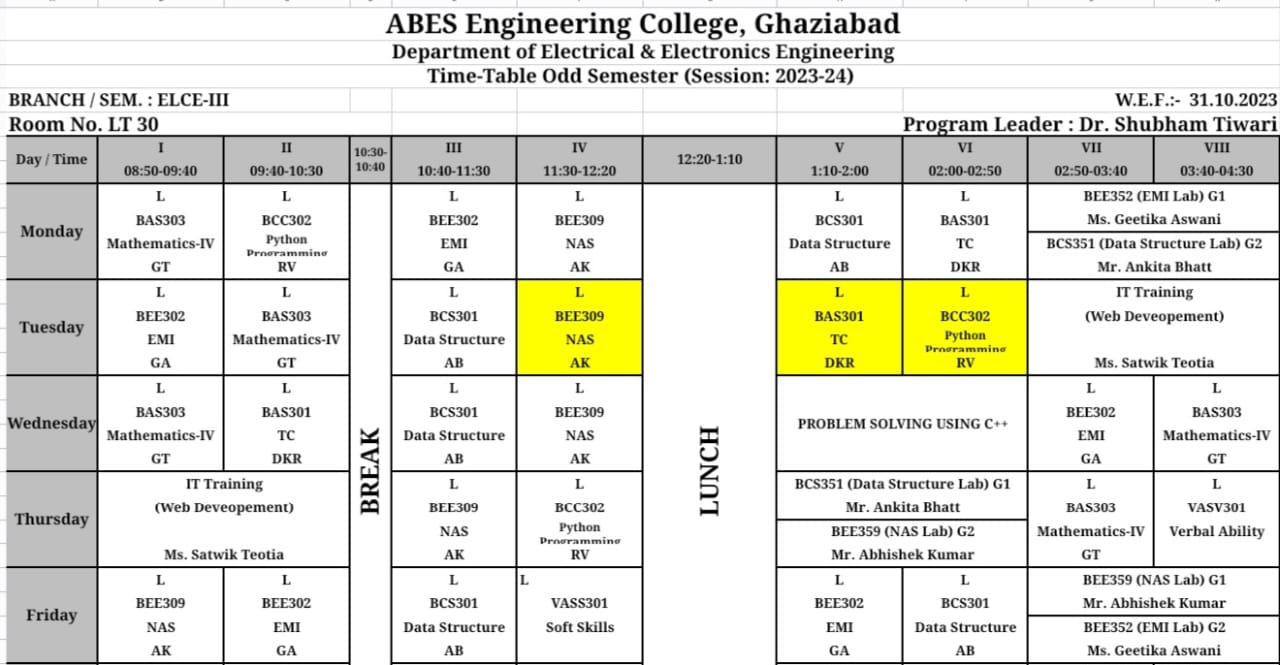 ABES Engineering College, Ghaziabad
Department of Electrical & Electronics Engineering
Time-Table Odd Semester (Session: 2023-24)
BRANCH / SEM. : ELCE-III
W.E.F.:- 31.10.2023
Room No. LT 30
Program Leader : Dr. Shubham Tiwari
Day / Time
I
08:50-09:40
II
09:40-10:30
10:30-
10:40
III
10:40-11:30
IV
11:30-12:20
12:20-1:10
V
1:10-2:00
VI
02:00-02:50
VII
02:50-03:40
VIII
03:40-04:30
BREAK
LUNCH
Monday
L
BAS303
Mathematics-IV
GT
L
BCC302
Python
Programming
RV
L
BEE302
EMI
GA
L
BEE309
NAS
AK
L
BCS301
Data Structure
AB
L
BAS301
TC
DKR
BEE352 (EMI Lab) G1
Ms. Geetika Aswani
BCS351 (Data Structure Lab) G2
Mr. Ankita Bhatt
Tuesday
L
BEE302
EMI
GA
L
BAS303
Mathematics-IV
GT
L
BCS301
Data Structure
AB
L
BEE309
NAS
AK
L
BAS301
TC
DKR
L
BCC302
Python
Programming
RV
IT Training
(Web Deveopement)
Ms. Satwik Teotia
Wednesday
L
BAS303
Mathematics-IV
GT
L
BAS301
TC
DKR
L
BCS301
Data Structure
AB
L
BEE309
NAS
AK
PROBLEM SOLVING USING C++
L
BEE302
EMI
GA
L
BAS303
Mathematics-IV
GT
Thursday
IT Training
(Web Deveopement)
Ms. Satwik Teotia
L
BEE309
NAS
AK
L
BCC302
Python
Programming
RV
BCS351 (Data Structure Lab) G1
Mr. Ankita Bhatt
BEE359 (NAS Lab) G2
Mr. Abhishek Kumar
L
BAS303
Mathematics-IV
GT
L
VASV301
Verbal Ability
Friday
L
BEE309
NAS
AK
L
BEE302
EMI
GA
L
BCS301
Data Structure
AB
L
VASS301
Soft Skills
L
BEE302
EMI
GA
L
BCS301
Data Structure
AB
BEE359 (NAS Lab) G1
Mr. Abhishek Kumar
BEE352 (EMI Lab) G2
Ms. Geetika Aswani